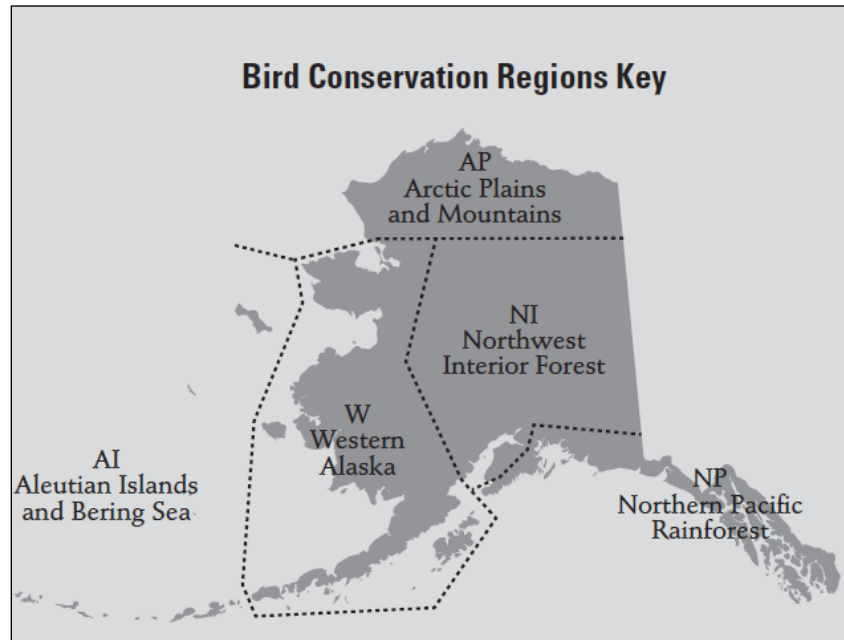 Bird Conservation Regions Key
AP
Arctic Plains
and Mountains
NI
Northwest
Interior Forest
W
Western
Alaska
AI
Aleutian Islands
and Bering Sea
NP
Northern Pacific
Rainforest